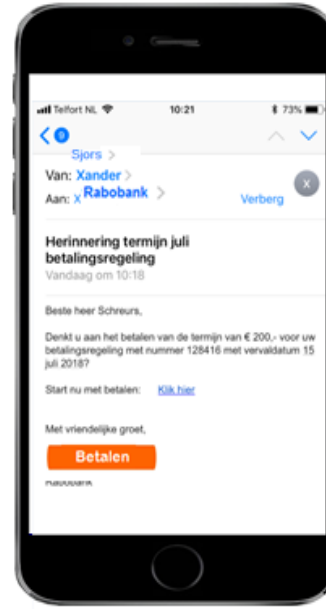 Telfort NL 10:21 73%
9
Sjors
Van: Xander
Aan: X Rabobank Verberg
X
Herinnering termijn juli
betalingsregeling
Vandaag om 10:18
Beste heer Schreurs,
Denkt u aan het betalen van de termijn van € 200,- voor uw
betalingsregeling met nummer 128416 met vervaldatum 15
juli 2018?
Start nu met betalen: Klik hier
Met vriendelijke groet,
Betalen
Rabobank